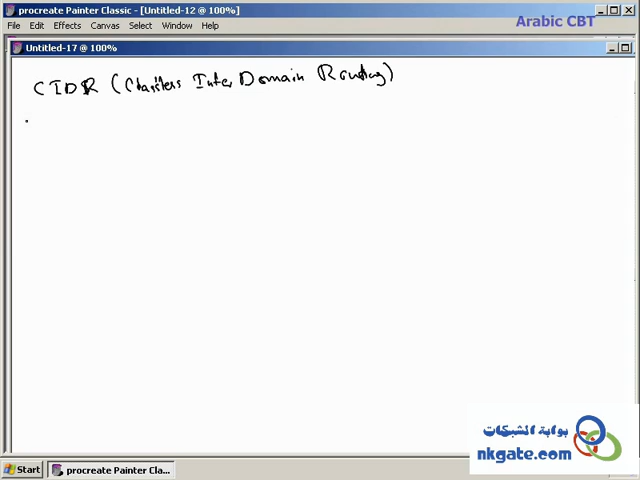 procreate Painter Classic - [Untitled-12 @ 100%]
Arabic CBT
File Edit Effects Canvas Select Window Help
Untitled-17 @ 100%
CIDR (Classless Inter Domain Routing)
بوابة الشبكات
nkgate.com
Start procreate Painter Cla...